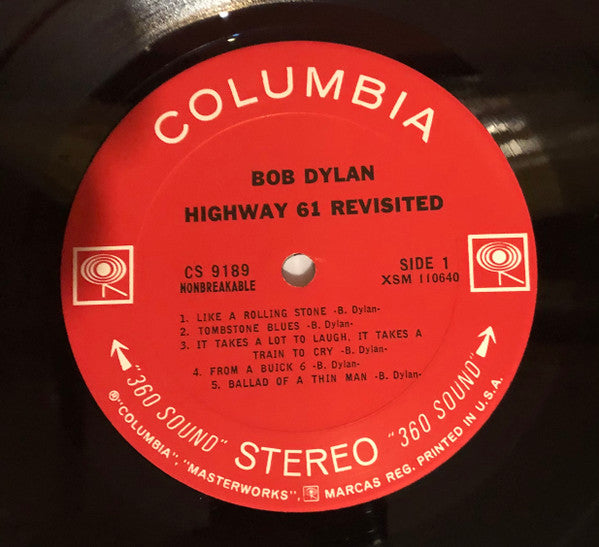 COLUMBIA
BOB DYLAN
HIGHWAY 61 REVISITED
CS 9189
NONBREAKABLE
SIDE 1
XSM 110640
1. LIKE A ROLLING STONE -B. Dylan-
2. TOMBSTONE BLUES -B. Dylan-
3. IT TAKES A LOT TO LAUGH, IT TAKES A
TRAIN TO CRY -B. Dylan-
4. FROM A BUICK 6 -B. Dylan-
5. BALLAD OF A THIN MAN -B. Dylan-
"360 SOUND" STEREO "360 SOUND"
®"COLUMBIA", "MASTERWORKS", MARCAS REG. PRINTED IN U.S.A.